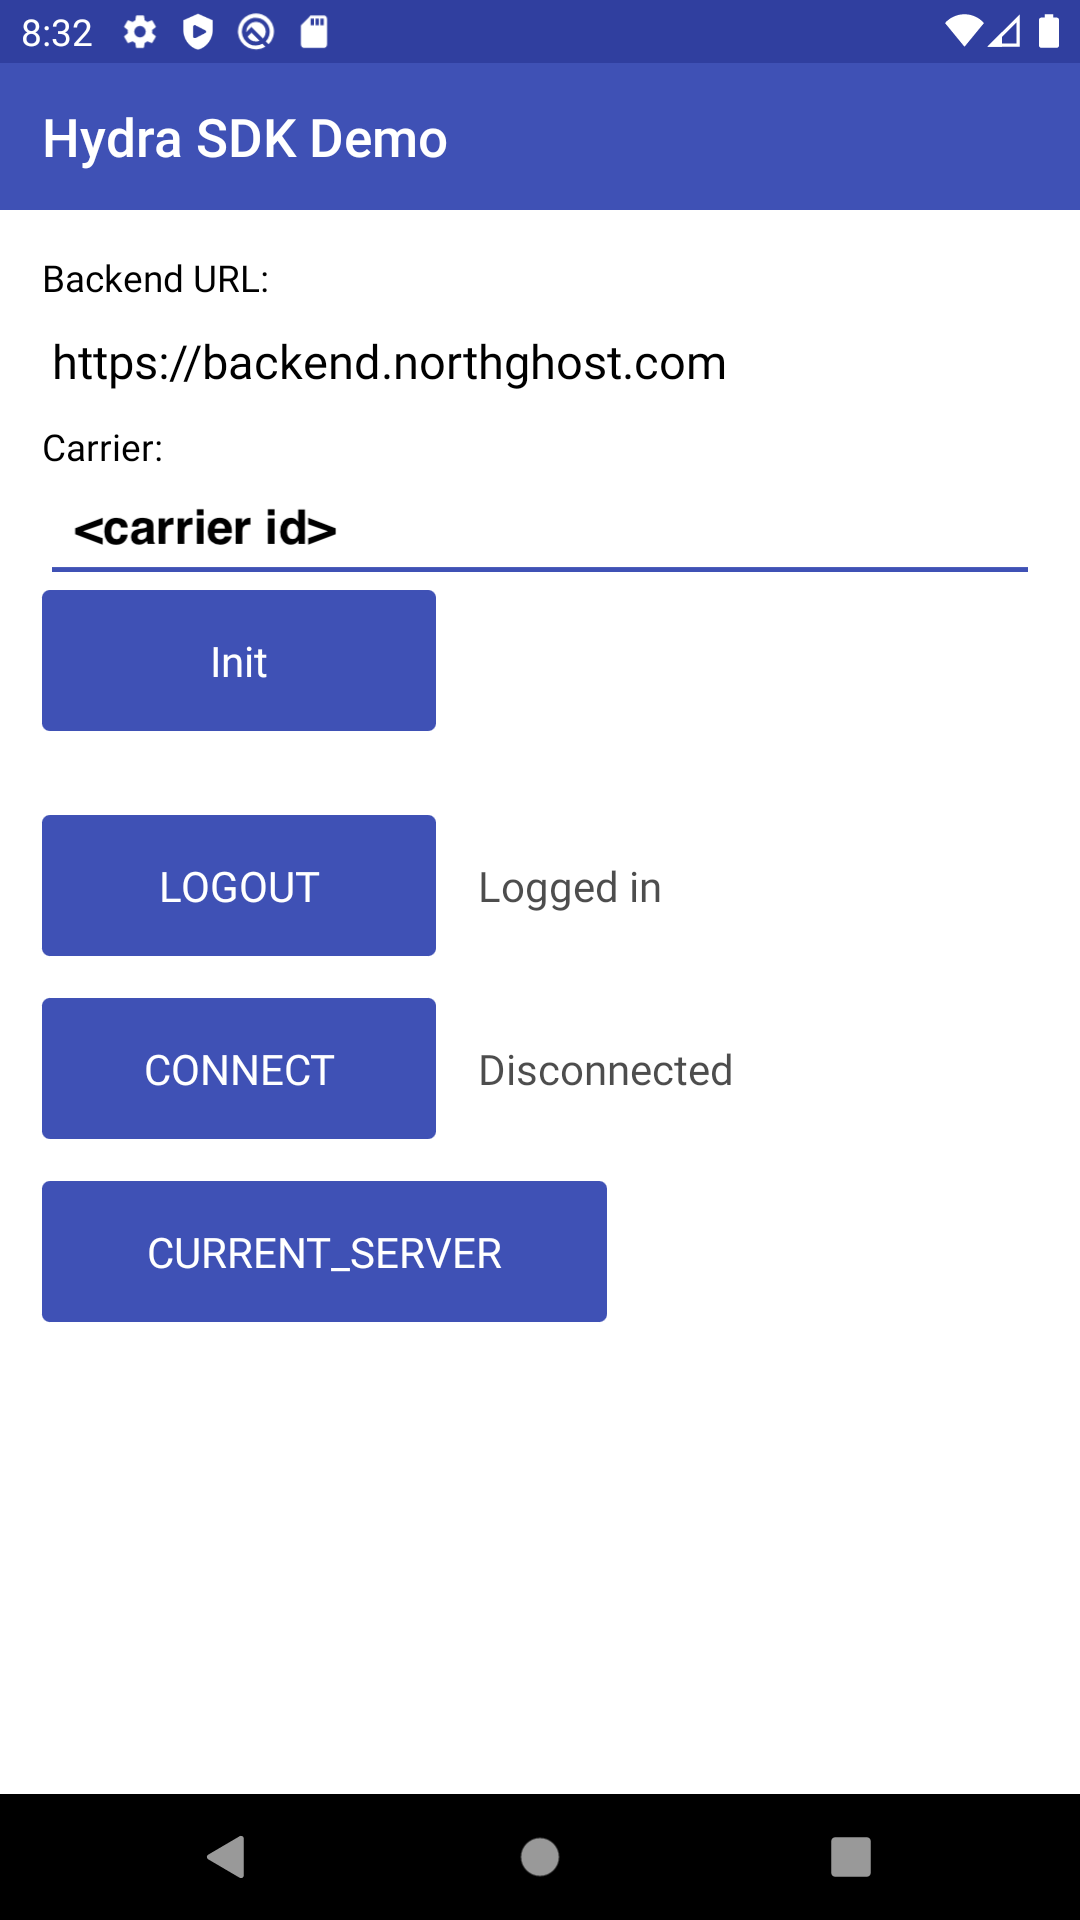 8:32
Hydra SDK Demo
Backend URL:
https://backend.northghost.com
Carrier:
<carrier id>
Init
LOGOUT Logged in
CONNECT Disconnected
CURRENT_SERVER